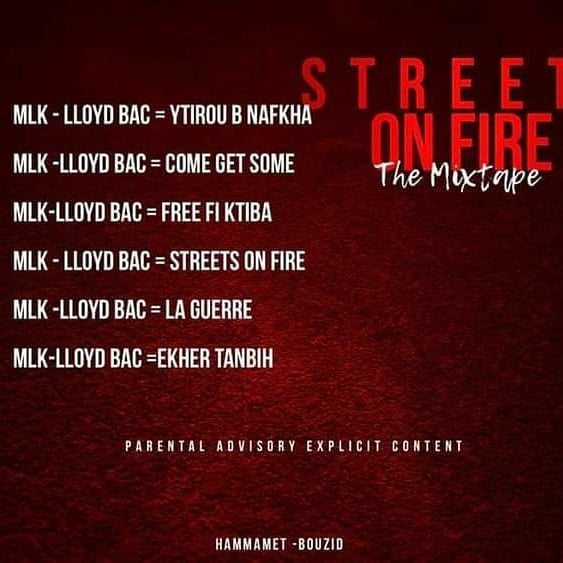 STREET
ON FIRE
The Mixtape
MLK - LLOYD BAC = YTIROU B NAFKHA
MLK -LLOYD BAC = COME GET SOME
MLK-LLOYD BAC = FREE FI KTIBA
MLK - LLOYD BAC = STREETS ON FIRE
MLK -LLOYD BAC = LA GUERRE
MLK-LLOYD BAC =EKHER TANBIH
PARENTAL ADVISORY EXPLICIT CONTENT
HAMMAMET -BOUZID